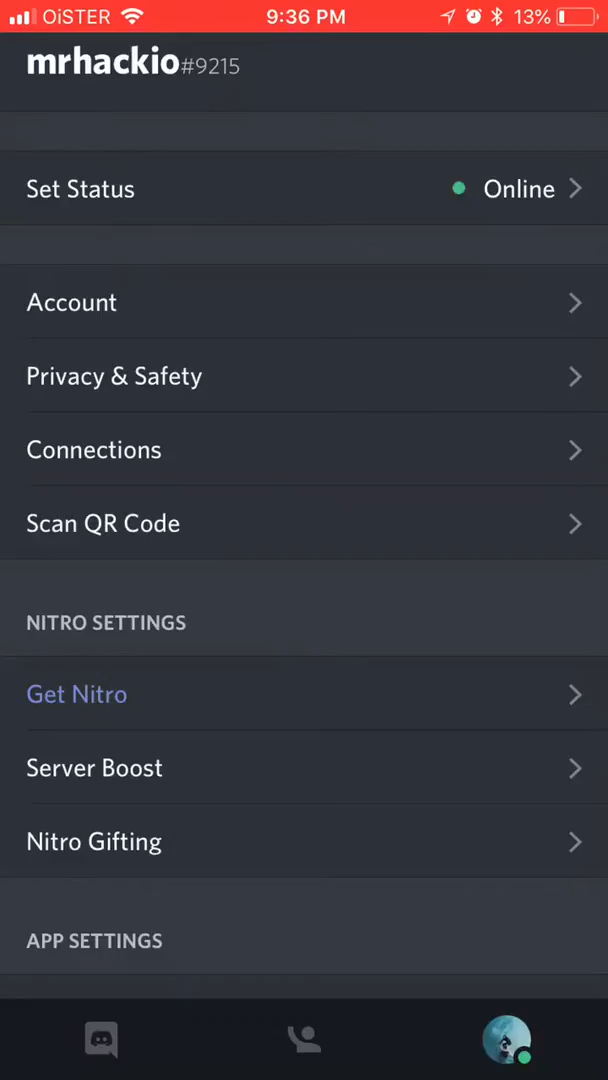 OiSTER 9:36 PM 13%
mrhackio#9215
Set Status Online
Account
Privacy & Safety
Connections
Scan QR Code
NITRO SETTINGS
Get Nitro
Server Boost
Nitro Gifting
APP SETTINGS